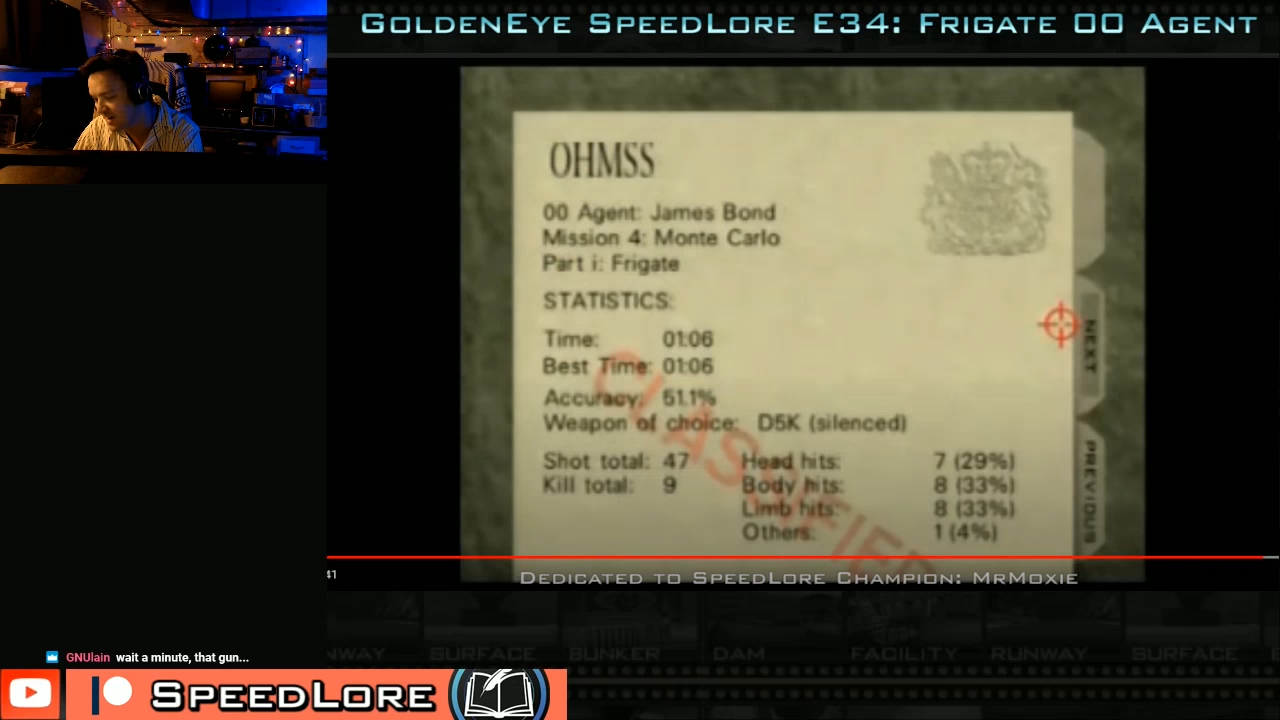 GoldenEye SpeedLore E34: Frigate 00 Agent
OHMSS
00 Agent: James Bond
Mission 4: Monte Carlo
Part i: Frigate
STATISTICS:
Time: 01:06
Best Time: 01:06
Accuracy: 51.1%
Weapon of choice: D5K (silenced)
Shot total: 47
Kill total: 9
Head hits: 7 (29%)
Body hits: 8 (33%)
Limb hits: 8 (33%)
Others: 1 (4%)
CLASSIFIED
NEXT
PREVIOUS
41
Dedicated to SpeedLore Champion: MrMoxie
NWAY SURFACE BUNKER DAM FACILITY RUNWAY SURFACE
GNUlain wait a minute, that gun...
SpeedLore